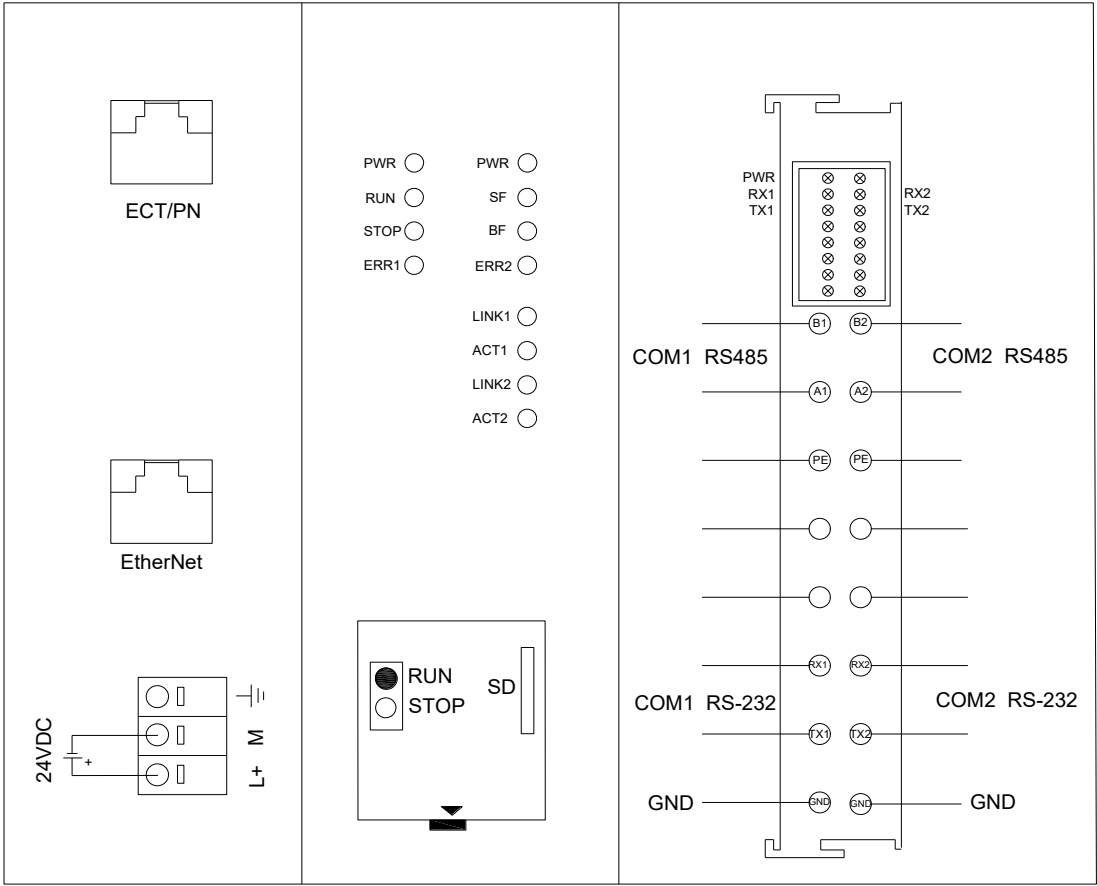 ECT/PN
EtherNet
24VDC
+
M
L+
PWR
RUN
STOP
ERR1
PWR
SF
BF
ERR2
LINK1
ACT1
LINK2
ACT2
RUN
STOP
SD
PWR
RX1
TX1
RX2
TX2
B1 B2
COM1 RS485
COM2 RS485
A1 A2
PE PE
RX1 RX2
COM1 RS-232
COM2 RS-232
TX1 TX2
GND GND GND GND